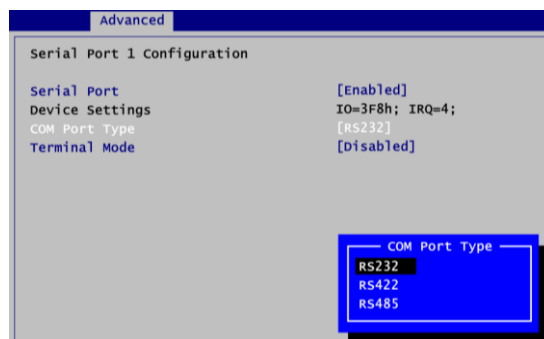 Advanced
Serial Port 1 Configuration
Serial Port [Enabled]
Device Settings IO=3F8h; IRQ=4;
COM Port Type [RS232]
Terminal Mode [Disabled]
COM Port Type
RS232
RS422
RS485